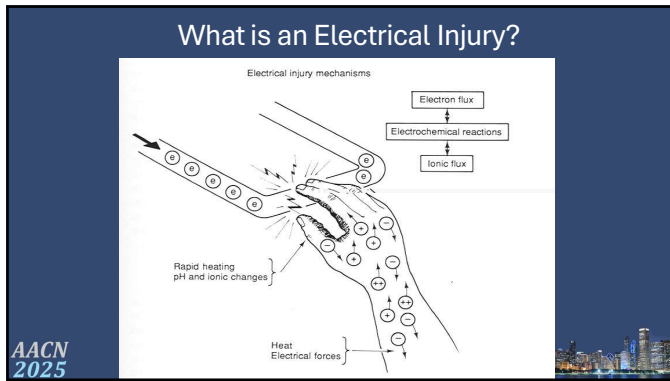 What is an Electrical Injury?
Electrical injury mechanisms
Electron flux
Electrochemical reactions
Ionic flux
e
e
e
e
e
e
e
−
+
+
−
+
−
++
−
++
+
−
−
Rapid heating
pH and ionic changes
Heat
Electrical forces
AACN
2025